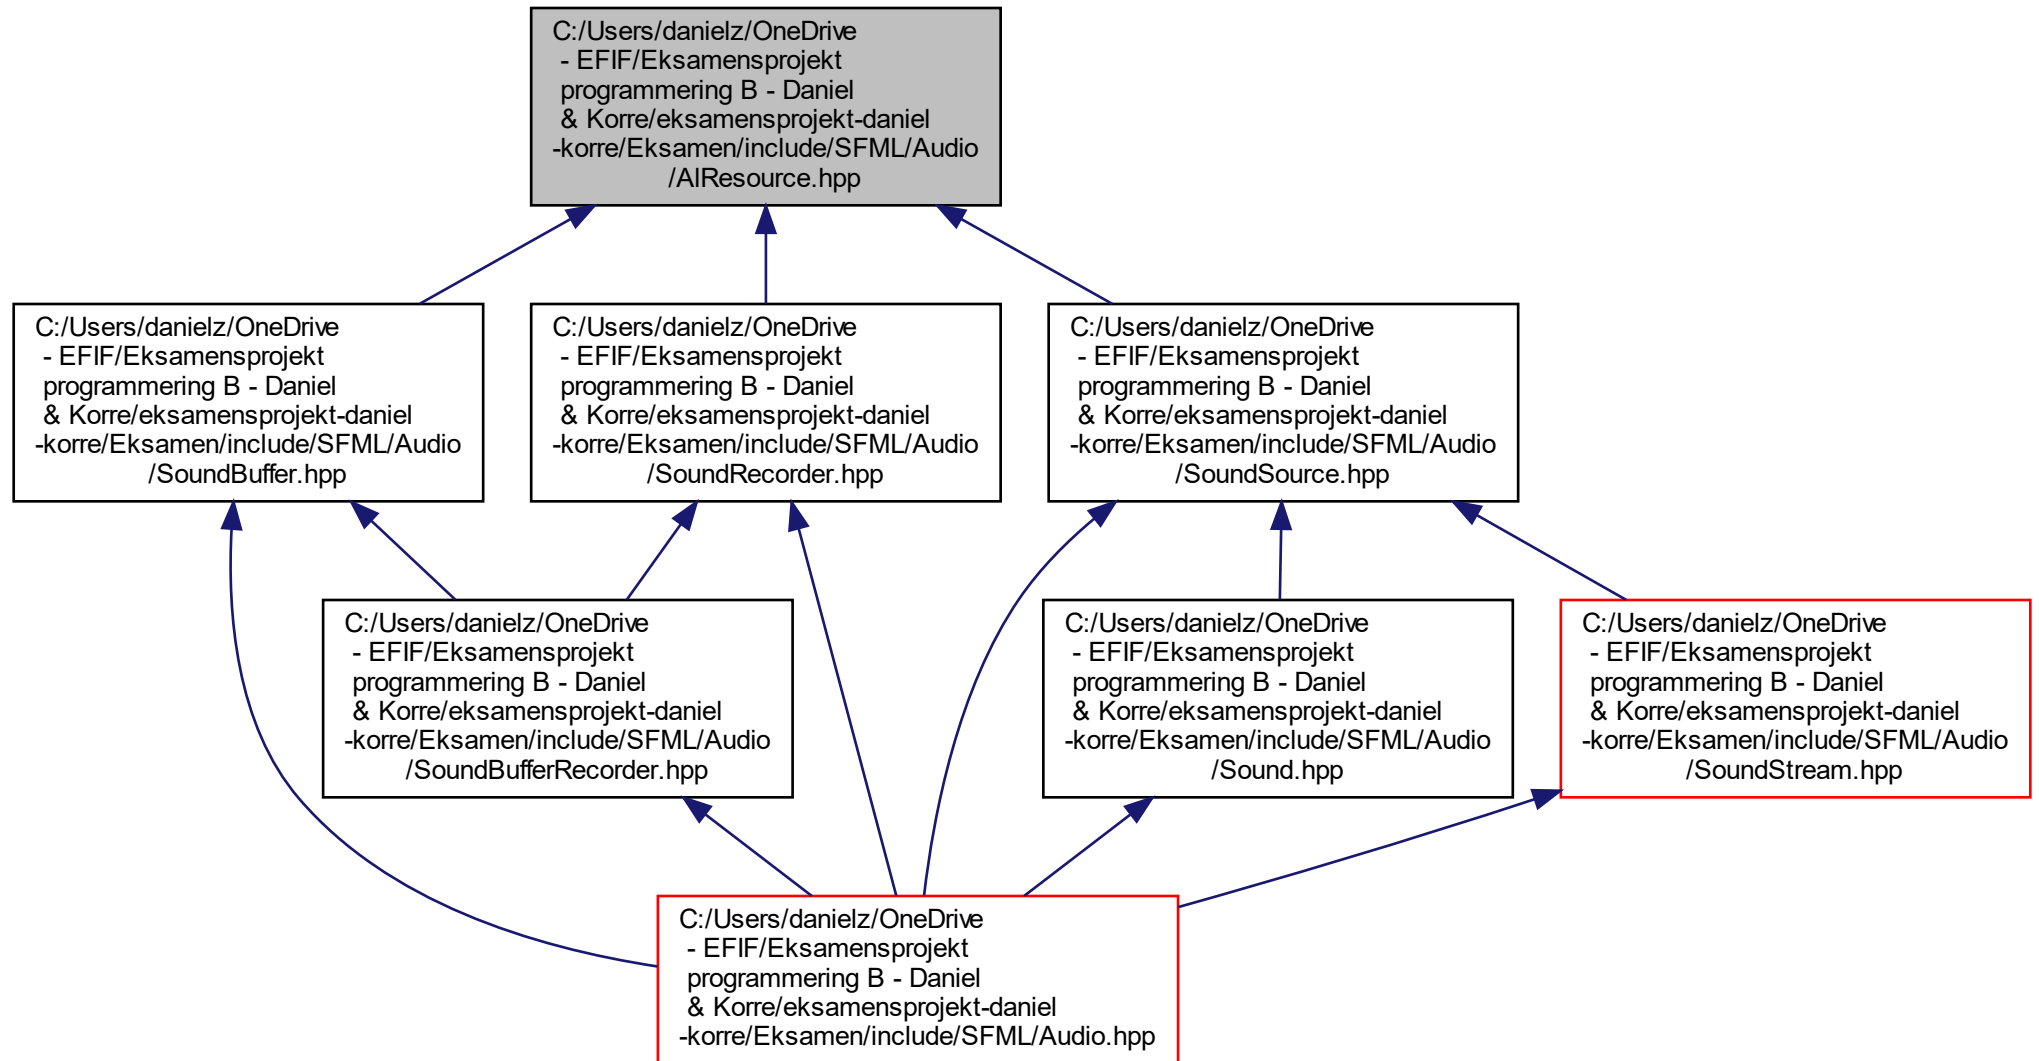 C:/Users/danielz/OneDrive
- EFIF/Eksamensprojekt
programmering B - Daniel
& Korre/eksamensprojekt-daniel
-korre/Eksamen/include/SFML/Audio
/AlResource.hpp
C:/Users/danielz/OneDrive
- EFIF/Eksamensprojekt
programmering B - Daniel
& Korre/eksamensprojekt-daniel
-korre/Eksamen/include/SFML/Audio
/SoundBuffer.hpp
C:/Users/danielz/OneDrive
- EFIF/Eksamensprojekt
programmering B - Daniel
& Korre/eksamensprojekt-daniel
-korre/Eksamen/include/SFML/Audio
/SoundRecorder.hpp
C:/Users/danielz/OneDrive
- EFIF/Eksamensprojekt
programmering B - Daniel
& Korre/eksamensprojekt-daniel
-korre/Eksamen/include/SFML/Audio
/SoundSource.hpp
C:/Users/danielz/OneDrive
- EFIF/Eksamensprojekt
programmering B - Daniel
& Korre/eksamensprojekt-daniel
-korre/Eksamen/include/SFML/Audio
/SoundBufferRecorder.hpp
C:/Users/danielz/OneDrive
- EFIF/Eksamensprojekt
programmering B - Daniel
& Korre/eksamensprojekt-daniel
-korre/Eksamen/include/SFML/Audio
/Sound.hpp
C:/Users/danielz/OneDrive
- EFIF/Eksamensprojekt
programmering B - Daniel
& Korre/eksamensprojekt-daniel
-korre/Eksamen/include/SFML/Audio
/SoundStream.hpp
C:/Users/danielz/OneDrive
- EFIF/Eksamensprojekt
programmering B - Daniel
& Korre/eksamensprojekt-daniel
-korre/Eksamen/include/SFML/Audio.hpp